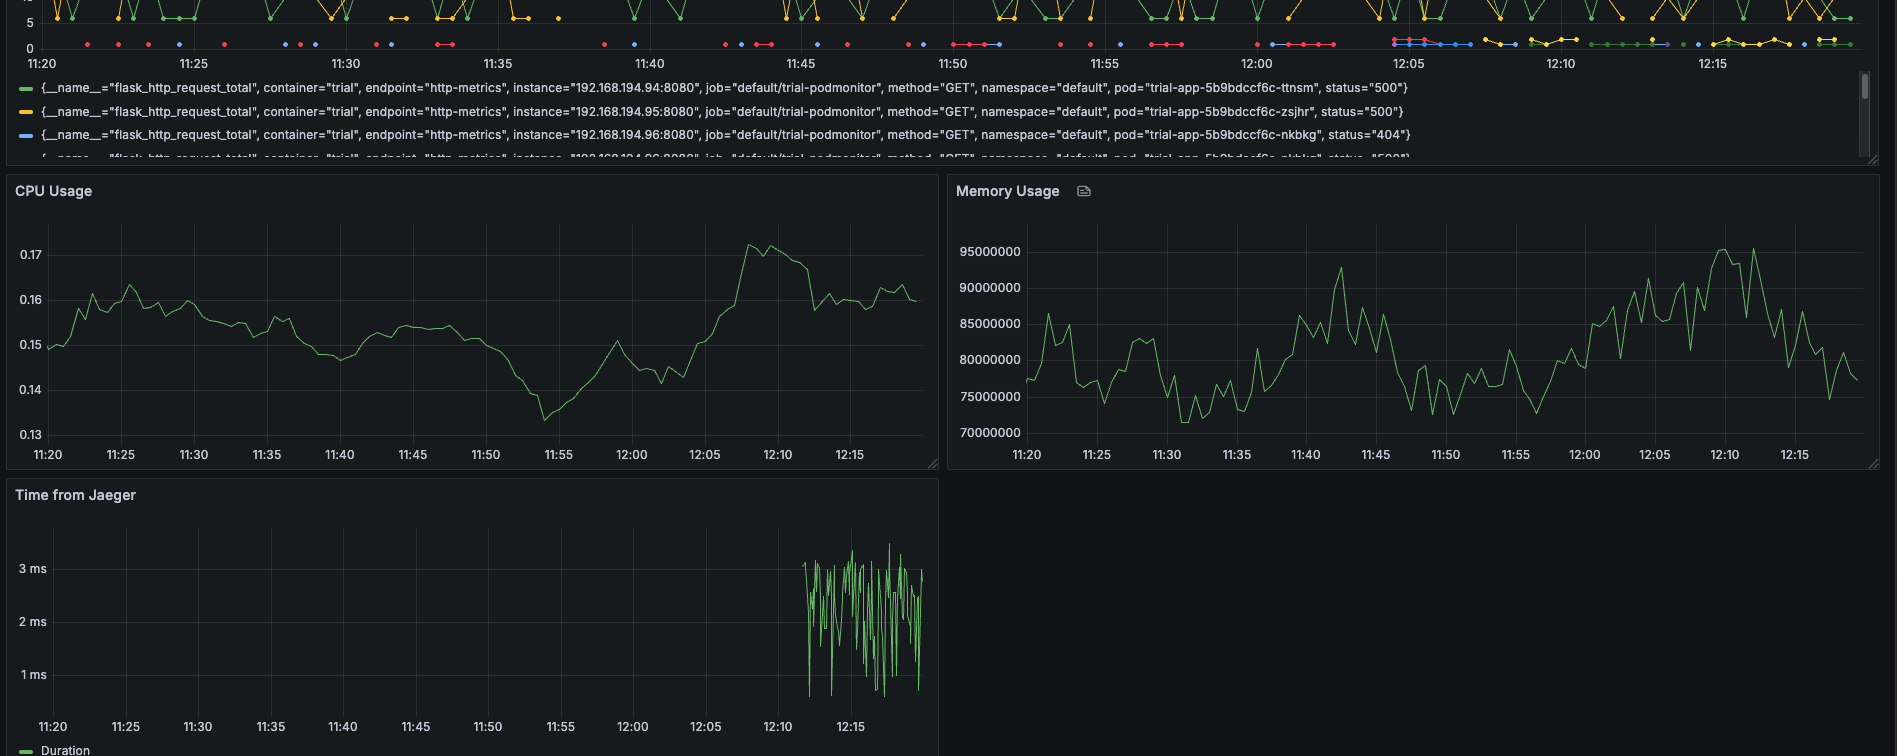 5
0
11:20 11:25 11:30 11:35 11:40 11:45 11:50 11:55 12:00 12:05 12:10 12:15
{__name__="flask_http_request_total", container="trial", endpoint="http-metrics", instance="192.168.194.94:8080", job="default/trial-podmonitor", method="GET", namespace="default", pod="trial-app-5b9bdccf6c-ttnsm", status="500"}
{__name__="flask_http_request_total", container="trial", endpoint="http-metrics", instance="192.168.194.95:8080", job="default/trial-podmonitor", method="GET", namespace="default", pod="trial-app-5b9bdccf6c-zsjhr", status="500"}
{__name__="flask_http_request_total", container="trial", endpoint="http-metrics", instance="192.168.194.96:8080", job="default/trial-podmonitor", method="GET", namespace="default", pod="trial-app-5b9bdccf6c-nkbkg", status="404"}
CPU Usage
0.17
0.16
0.15
0.14
0.13
11:20 11:25 11:30 11:35 11:40 11:45 11:50 11:55 12:00 12:05 12:10 12:15
Memory Usage
95000000
90000000
85000000
80000000
75000000
70000000
11:20 11:25 11:30 11:35 11:40 11:45 11:50 11:55 12:00 12:05 12:10 12:15
Time from Jaeger
3 ms
2 ms
1 ms
11:20 11:25 11:30 11:35 11:40 11:45 11:50 11:55 12:00 12:05 12:10 12:15
Duration